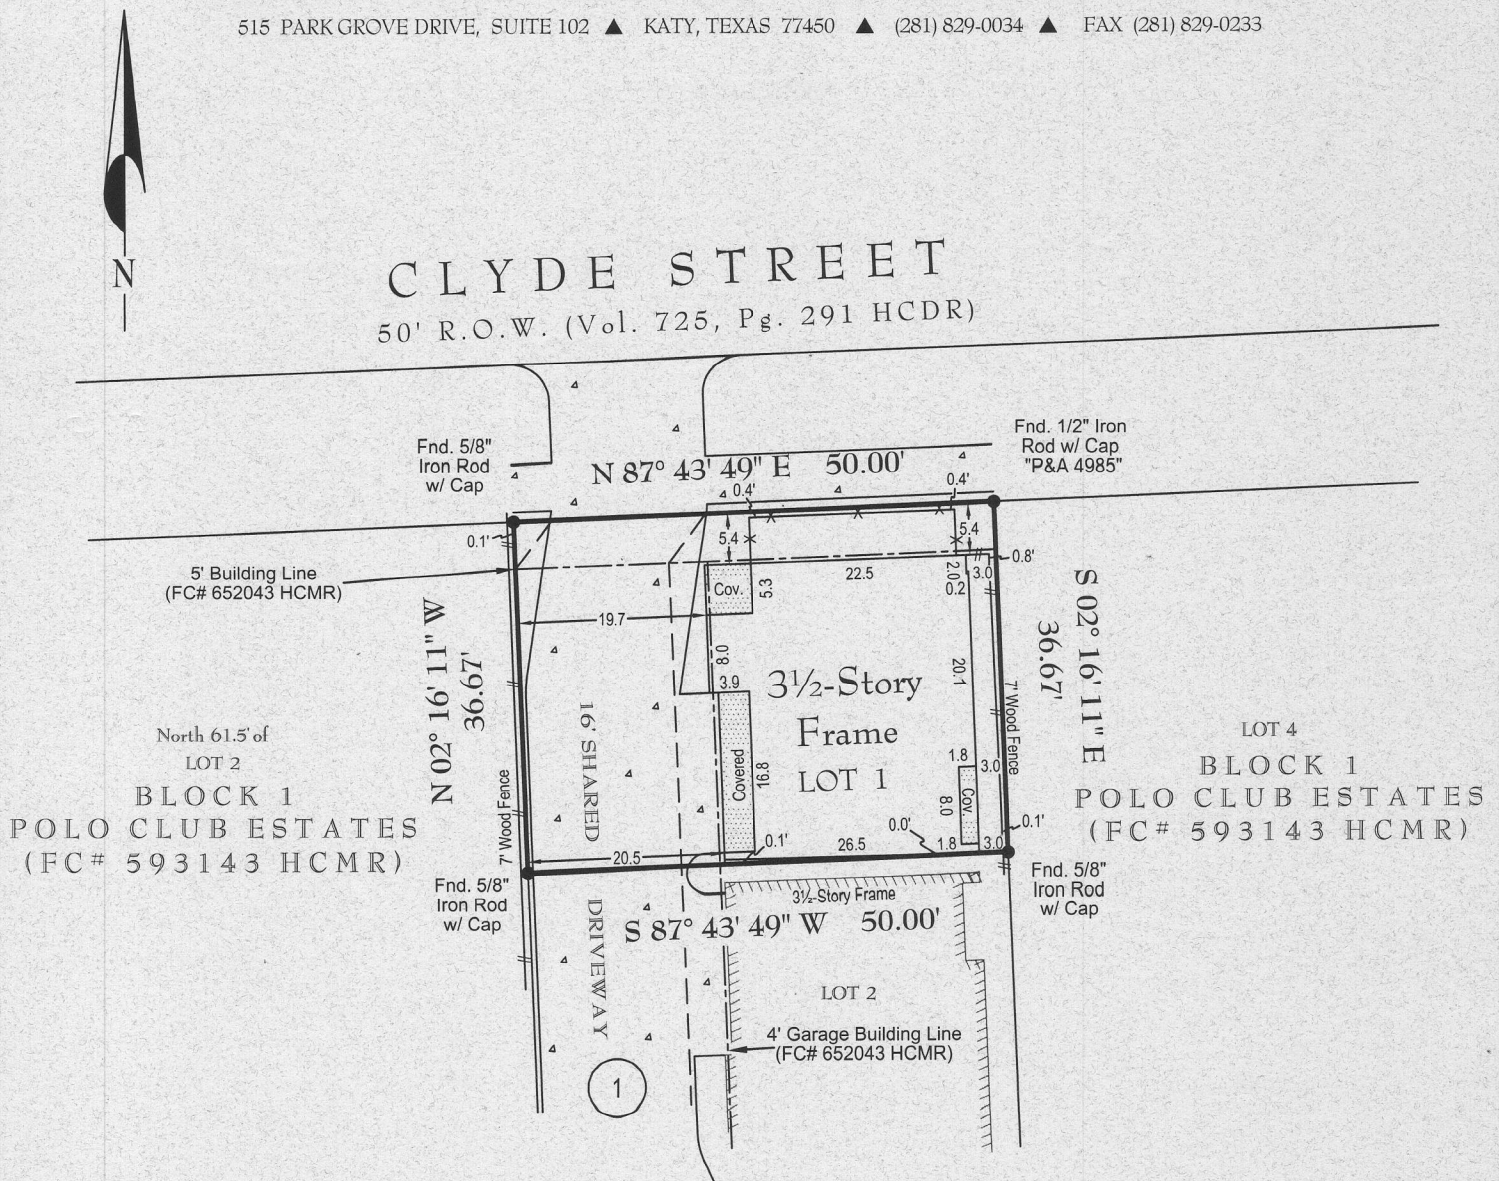 515 PARK GROVE DRIVE, SUITE 102 ▲ KATY, TEXAS 77450 ▲ (281) 829-0034 ▲ FAX (281) 829-0233
N
CLYDE STREET
50' R.O.W. (Vol. 725, Pg. 291 HCDR)
Fnd. 5/8"
Iron Rod
w/ Cap
Fnd. 1/2" Iron
Rod w/ Cap
"P&A 4985"
N 87° 43' 49" E 50.00'
0.4'
0.4'
0.1'
5.4
5.4
0.8'
5' Building Line
(FC# 652043 HCMR)
Cov.
5.3
22.5
2.0
0.2
3.0
19.7
N 02° 16' 11" W
36.67'
S 02° 16' 11" E
36.67'
8.0
3.9
3½-Story
Frame
LOT 1
20.1
7' Wood Fence
16' SHARED
DRIVEWAY
North 61.5' of
LOT 2
BLOCK 1
POLO CLUB ESTATES
(FC# 593143 HCMR)
LOT 4
BLOCK 1
POLO CLUB ESTATES
(FC# 593143 HCMR)
Covered
16.8
1.8
3.0
Cov.
8.0
7' Wood Fence
0.0'
0.1'
0.1'
20.5
26.5
1.8
3.0
Fnd. 5/8"
Iron Rod
w/ Cap
Fnd. 5/8"
Iron Rod
w/ Cap
3½-Story Frame
S 87° 43' 49" W 50.00'
LOT 2
4' Garage Building Line
(FC# 652043 HCMR)
1